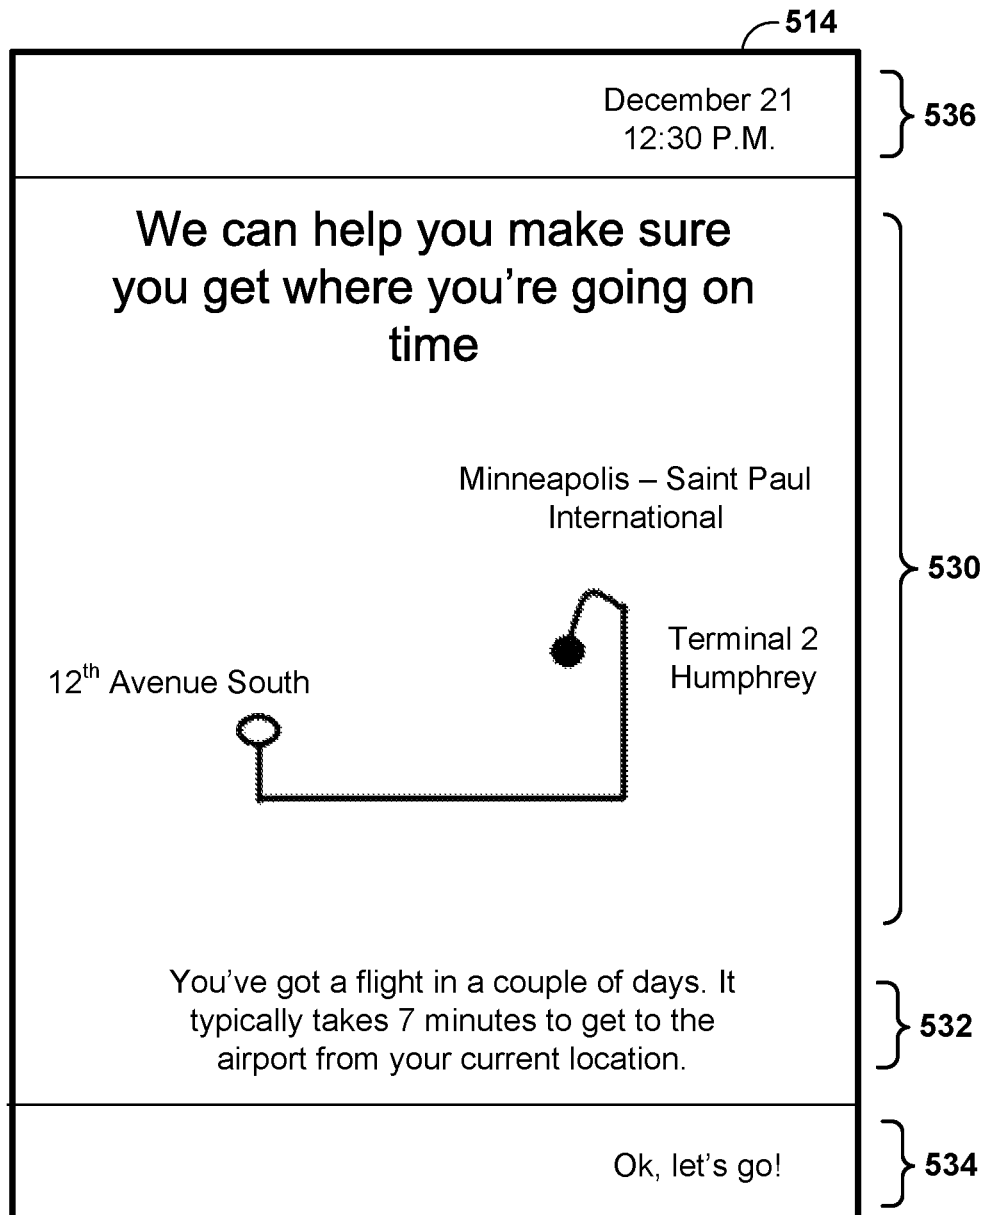 514
December 21
12:30 P.M.
536
We can help you make sure
you get where you're going on
time
Minneapolis – Saint Paul
International
530
Terminal 2
Humphrey
12th Avenue South
You've got a flight in a couple of days. It
typically takes 7 minutes to get to the
airport from your current location.
532
Ok, let's go!
534